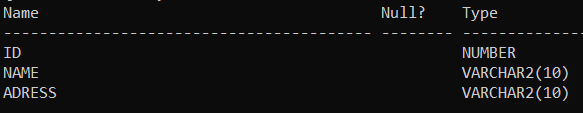 Name Null? Type
----------------------------------------- -------- ---------------
ID NUMBER
NAME VARCHAR2(10)
ADRESS VARCHAR2(10)